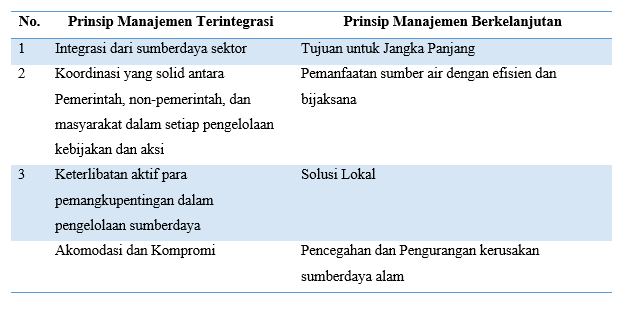 No. Prinsip Manajemen Terintegrasi Prinsip Manajemen Berkelanjutan
1 Integrasi dari sumberdaya sektor Tujuan untuk Jangka Panjang
2 Koordinasi yang solid antara Pemanfaatan sumber air dengan efisien dan
Pemerintah, non-pemerintah, dan bijaksana
masyarakat dalam setiap pengelolaan
kebijakan dan aksi
3 Keterlibatan aktif para Solusi Lokal
pemangkupentingan dalam
pengelolaan sumberdaya
Akomodasi dan Kompromi Pencegahan dan Pengurangan kerusakan
sumberdaya alam